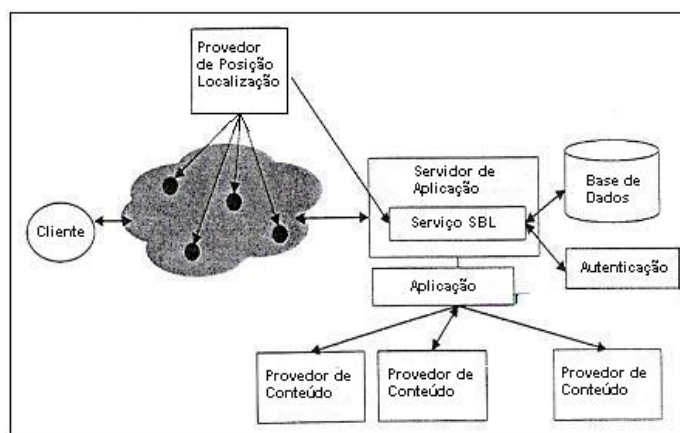 Provedor
de Posição
Localização
Servidor de
Aplicação
Serviço SBL
Base de
Dados
Cliente
Autenticação
Aplicação
Provedor de
Conteúdo
Provedor de
Conteúdo
Provedor de
Conteúdo